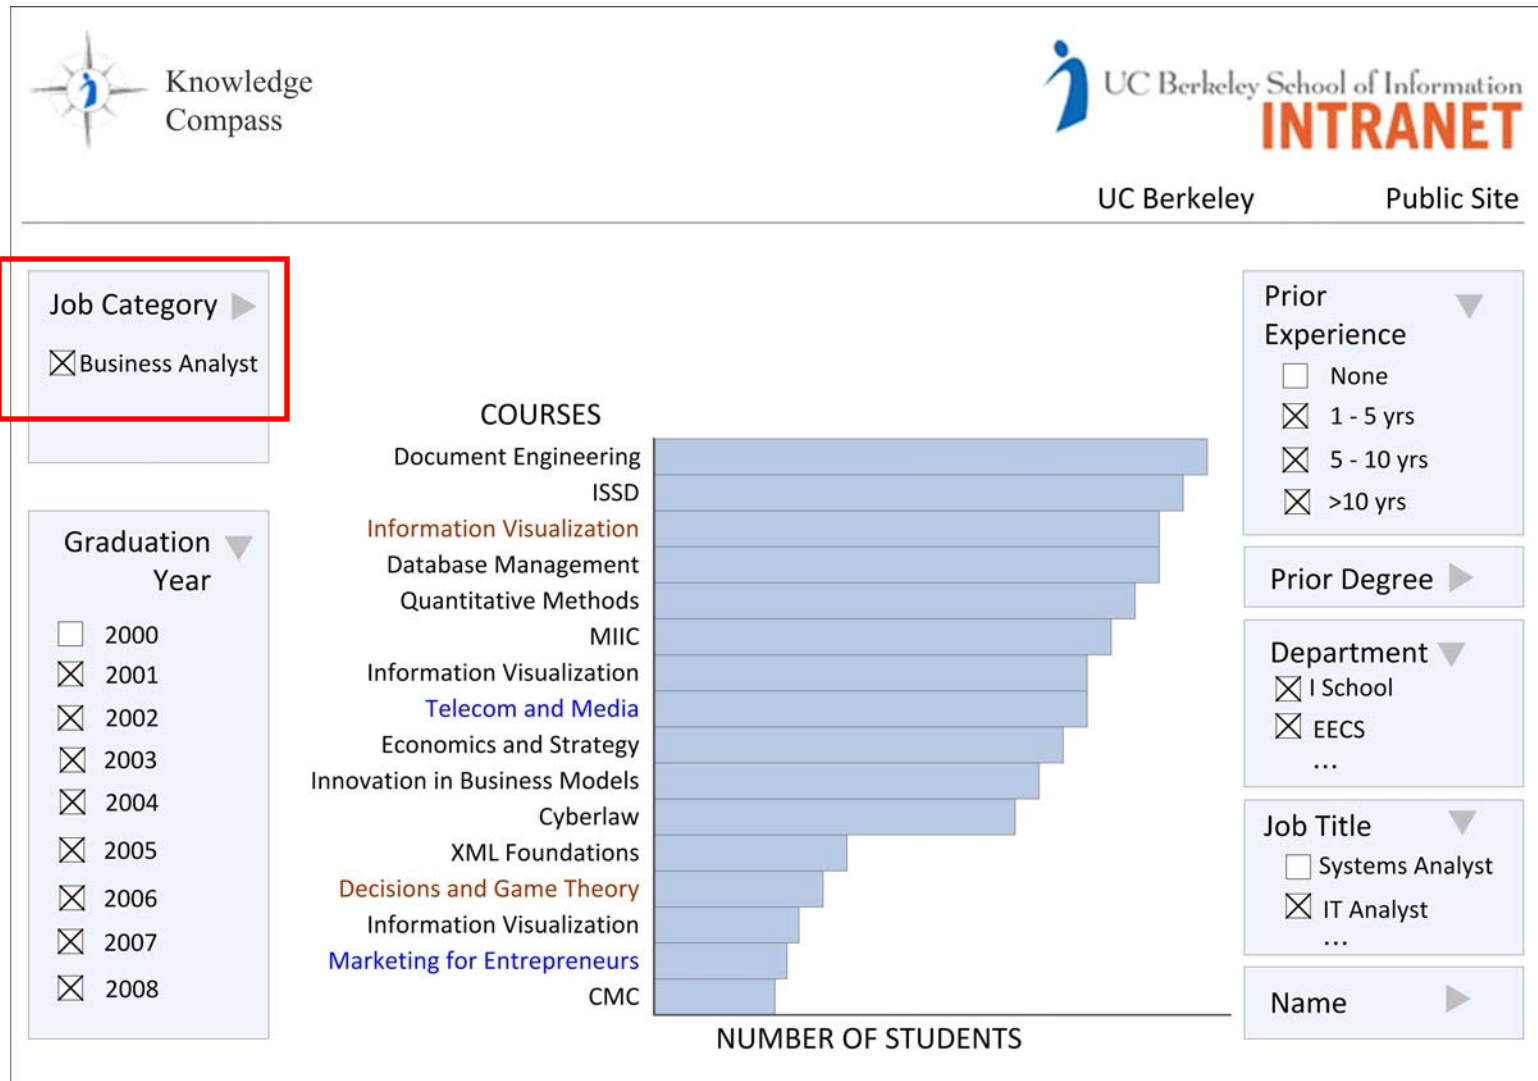 Knowledge
Compass
UC Berkeley School of Information
INTRANET
UC Berkeley
Public Site
Job Category
Business Analyst
Graduation
Year
2000
2001
2002
2003
2004
2005
2006
2007
2008
COURSES
Document Engineering
ISSD
Information Visualization
Database Management
Quantitative Methods
MIIC
Information Visualization
Telecom and Media
Economics and Strategy
Innovation in Business Models
Cyberlaw
XML Foundations
Decisions and Game Theory
Information Visualization
Marketing for Entrepreneurs
CMC
NUMBER OF STUDENTS
Prior
Experience
None
1 - 5 yrs
5 - 10 yrs
>10 yrs
Prior Degree
Department
I School
EECS
...
Job Title
Systems Analyst
IT Analyst
...
Name